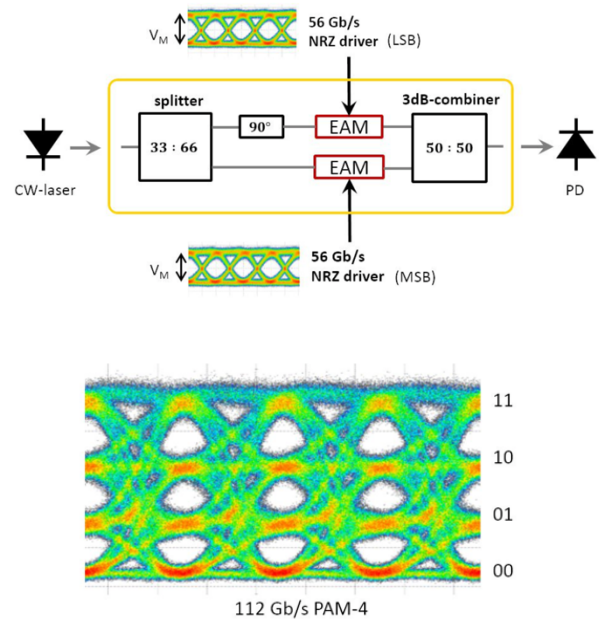 V_M
56 Gb/s
NRZ driver (LSB)
splitter
3dB-combiner
33 : 66
90°
EAM
50 : 50
EAM
CW-laser
PD
V_M
56 Gb/s
NRZ driver (MSB)
11
10
01
00
112 Gb/s PAM-4